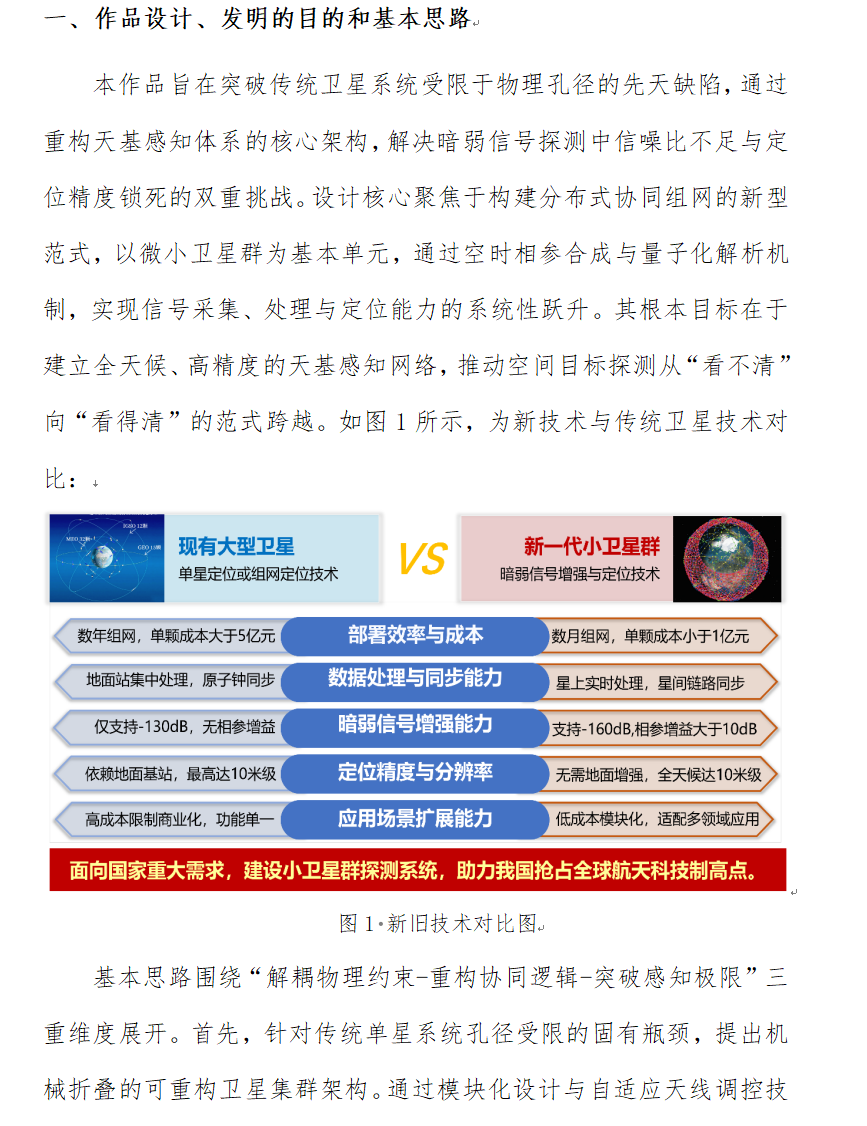 一、作品设计、发明的目的和基本思路
本作品旨在突破传统卫星系统受限于物理孔径的先天缺陷，通过
重构天基感知体系的核心架构，解决暗弱信号探测中信噪比不足与定
位精度锁死的双重挑战。设计核心聚焦于构建分布式协同组网的新型
范式，以微小卫星群为基本单元，通过空时相参合成与量子化解析机
制，实现信号采集、处理与定位能力的系统性跃升。其根本目标在于
建立全天候、高精度的天基感知网络，推动空间目标探测从“看不清”
向“看得清”的范式跨越。如图 1 所示，为新技术与传统卫星技术对
比：
现有大型卫星
单星定位或组网定位技术
VS
新一代小卫星群
暗弱信号增强与定位技术
数年组网，单颗成本大于5亿元 部署效率与成本 数月组网，单颗成本小于1亿元
地面站集中处理，原子钟同步 数据处理与同步能力 星上实时处理，星间链路同步
仅支持-130dB，无相参增益 暗弱信号增强能力 支持-160dB,相参增益大于10dB
依赖地面基站，最高达10米级 定位精度与分辨率 无需地面增强，全天候达10米级
高成本限制商业化，功能单一 应用场景扩展能力 低成本模块化，适配多领域应用
面向国家重大需求，建设小卫星群探测系统，助力我国抢占全球航天科技制高点。
图 1 新旧技术对比图
基本思路围绕“解耦物理约束-重构协同逻辑-突破感知极限”三
重维度展开。首先，针对传统单星系统孔径受限的固有瓶颈，提出机
械折叠的可重构卫星集群架构。通过模块化设计与自适应天线调控技